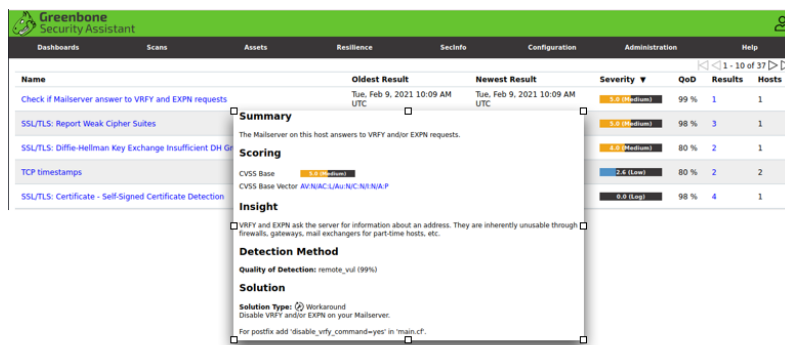 Greenbone
Security Assistant
Dashboards Scans Assets Resilience SecInfo Configuration Administration Help
1 - 10 of 37
Name Oldest Result Newest Result Severity ▼ QoD Results Hosts
Check if Mailserver answer to VRFY and EXPN requests Tue, Feb 9, 2021 10:09 AM UTC Tue, Feb 9, 2021 10:09 AM UTC 5.0 (Medium) 99 % 1 1
SSL/TLS: Report Weak Cipher Suites 5.0 (Medium) 98 % 3 1
SSL/TLS: Diffie-Hellman Key Exchange Insufficient DH Gr 4.0 (Medium) 80 % 2 1
TCP timestamps 2.6 (Low) 80 % 2 2
SSL/TLS: Certificate - Self-Signed Certificate Detection 0.0 (Log) 98 % 4 1
Summary
The Mailserver on this host answers to VRFY and/or EXPN requests.
Scoring
CVSS Base 5.0 (Medium)
CVSS Base Vector AV:N/AC:L/Au:N/C:N/I:N/A:P
Insight
VRFY and EXPN ask the server for information about an address. They are inherently unusable through
firewalls, gateways, mail exchangers for part-time hosts, etc.
Detection Method
Quality of Detection: remote_vul (99%)
Solution
Solution Type: Workaround
Disable VRFY and/or EXPN on your Mailserver.
For postfix add 'disable_vrfy_command=yes' in 'main.cf'.